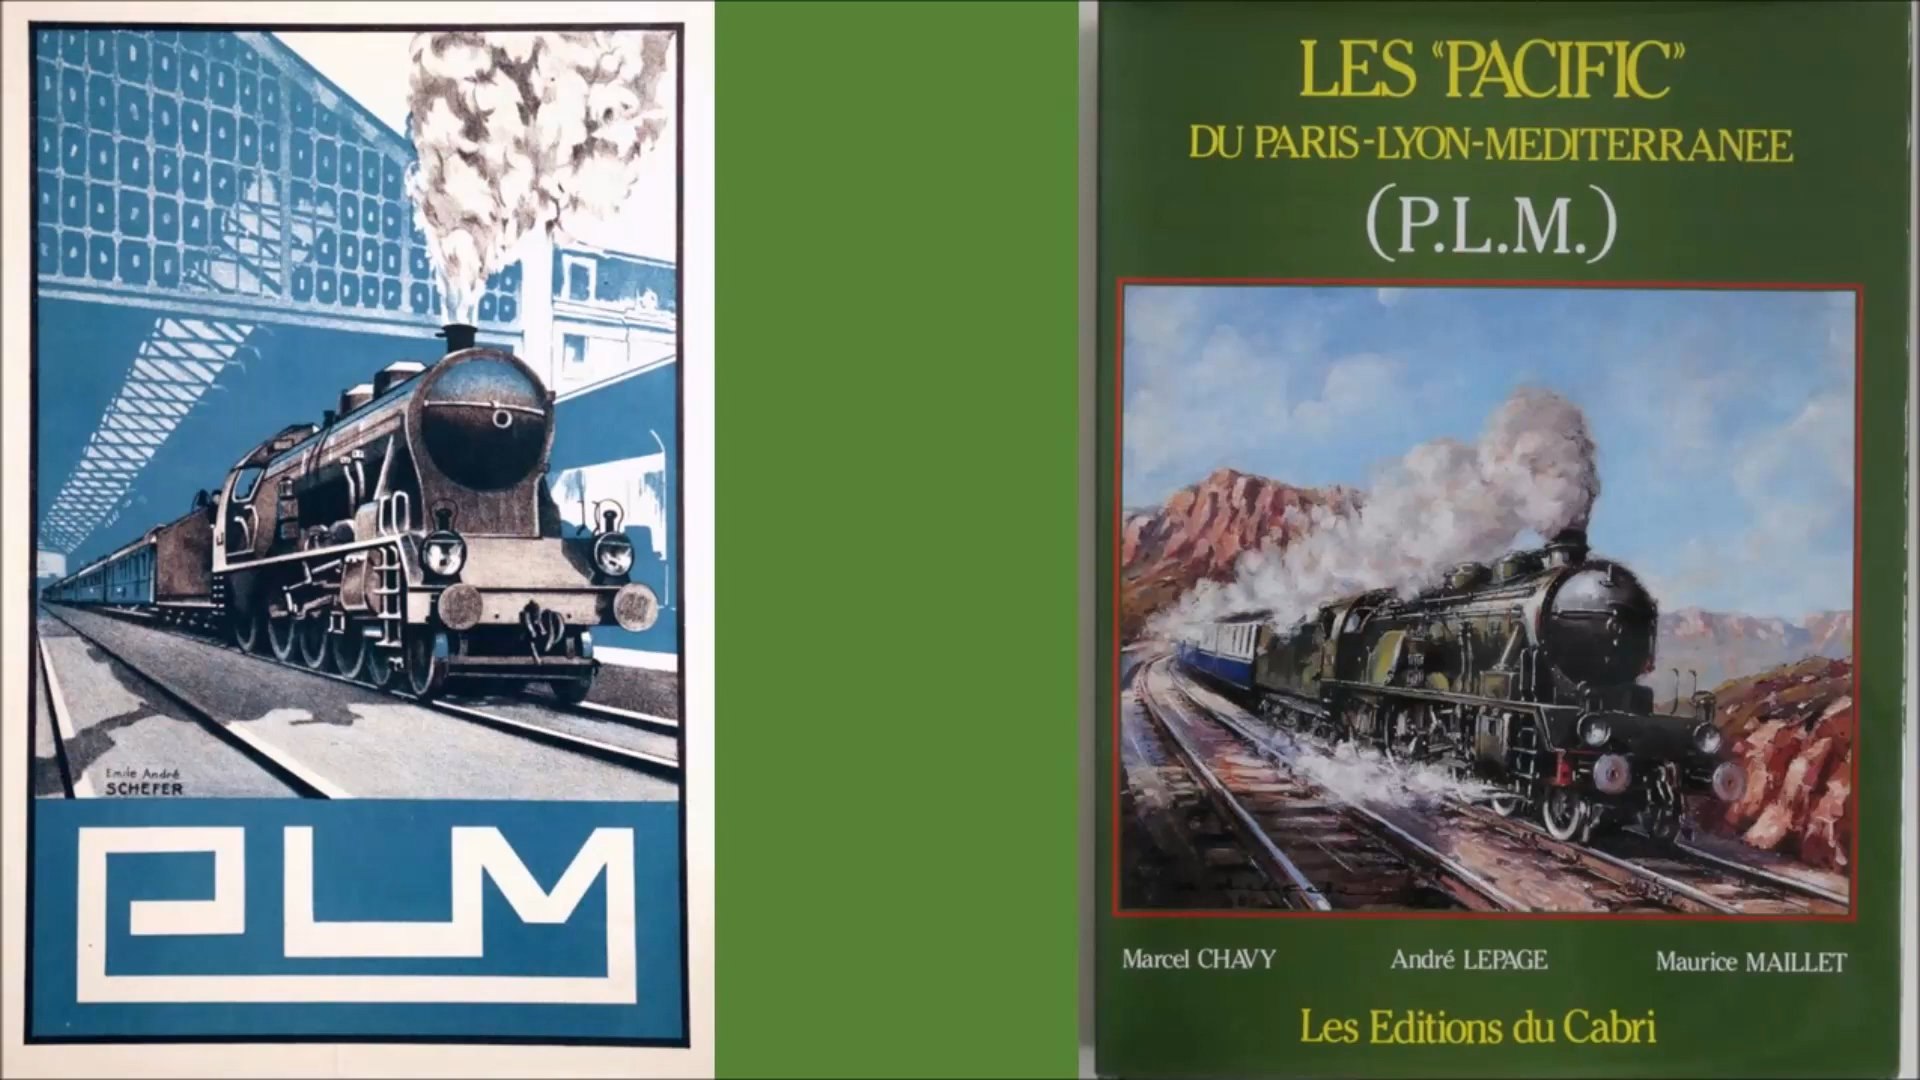 Emile André
SCHEFER
PLM
LES "PACIFIC"
DU PARIS-LYON-MEDITERRANEE
(P.L.M.)
Marcel CHAVY
André LEPAGE
Maurice MAILLET
Les Editions du Cabri